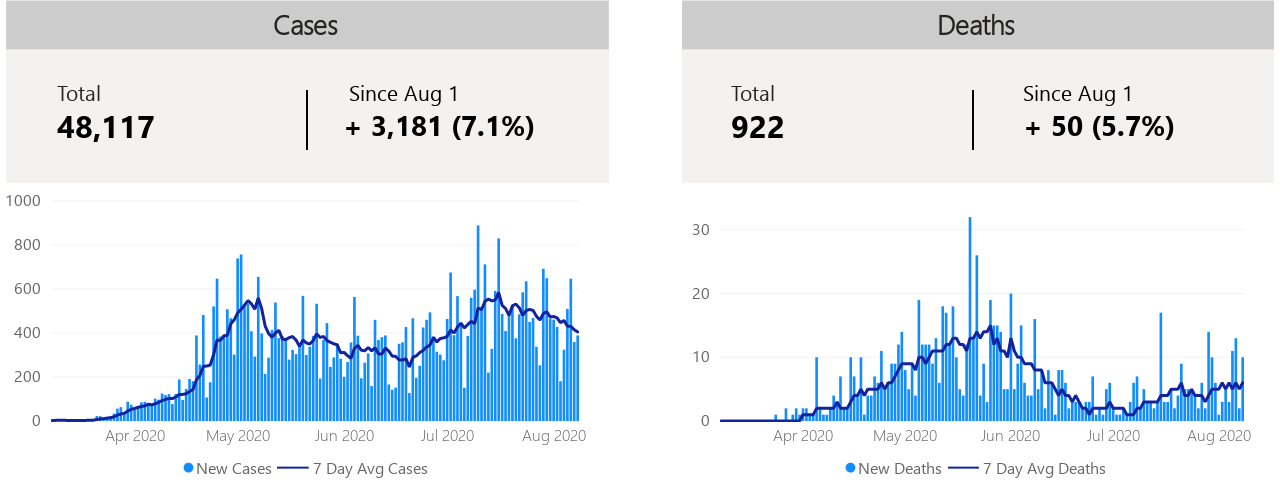 Cases
Total
48,117
Since Aug 1
+ 3,181 (7.1%)
1000
800
600
400
200
0
Apr 2020 May 2020 Jun 2020 Jul 2020 Aug 2020
New Cases 7 Day Avg Cases
Deaths
Total
922
Since Aug 1
+ 50 (5.7%)
30
20
10
0
Apr 2020 May 2020 Jun 2020 Jul 2020 Aug 2020
New Deaths 7 Day Avg Deaths